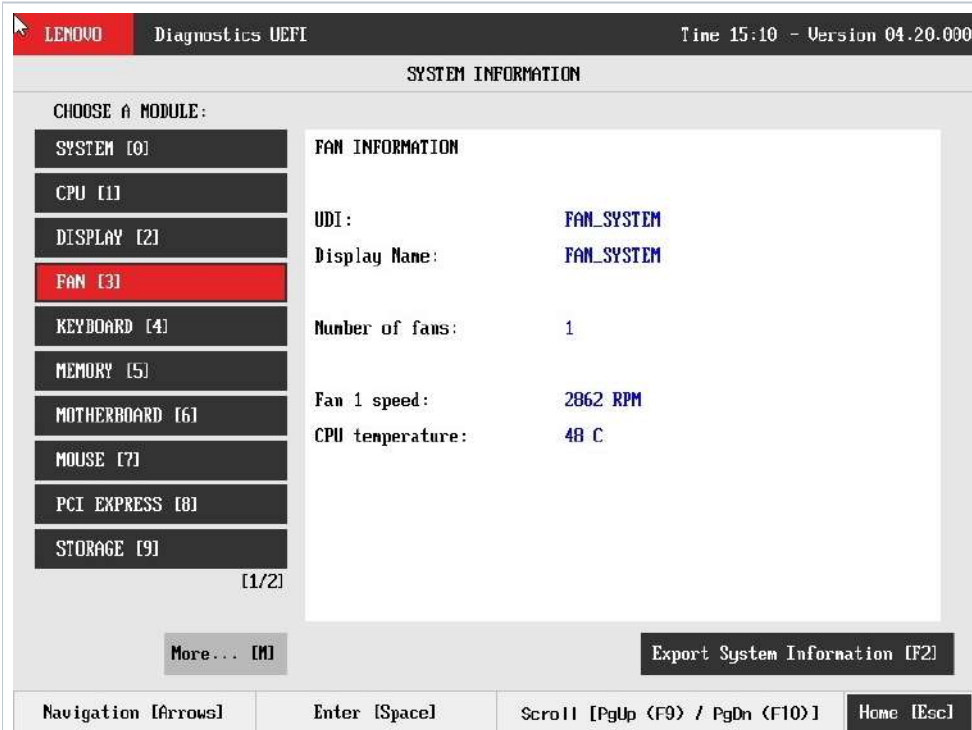 LENOVO Diagnostics UEFI Time 15:10 - Version 04.20.000
SYSTEM INFORMATION
CHOOSE A MODULE:
SYSTEM [0]
CPU [1]
DISPLAY [2]
FAN [3]
KEYBOARD [4]
MEMORY [5]
MOTHERBOARD [6]
MOUSE [7]
PCI EXPRESS [8]
STORAGE [9]
[1/2]
More... [M]
FAN INFORMATION
UDI: FAN_SYSTEM
Display Name: FAN_SYSTEM
Number of fans: 1
Fan 1 speed: 2862 RPM
CPU temperature: 48 C
Export System Information [F2]
Navigation [Arrows] Enter [Space] Scroll [PgUp (F9) / PgDn (F10)] Home [Esc]